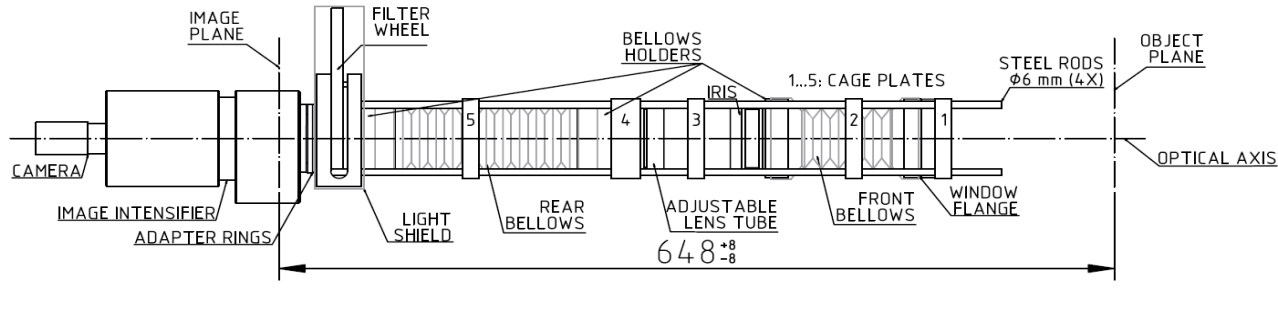 IMAGE
PLANE
FILTER
WHEEL
BELLOWS
HOLDERS
1...5: CAGE PLATES
STEEL RODS
⌀6 mm (4X)
OBJECT
PLANE
IRIS
5
4
3
2
1
CAMERA
OPTICAL AXIS
IMAGE INTENSIFIER
ADAPTER RINGS
LIGHT
SHIELD
REAR
BELLOWS
ADJUSTABLE
LENS TUBE
FRONT
BELLOWS
WINDOW
FLANGE
648 +8
-8